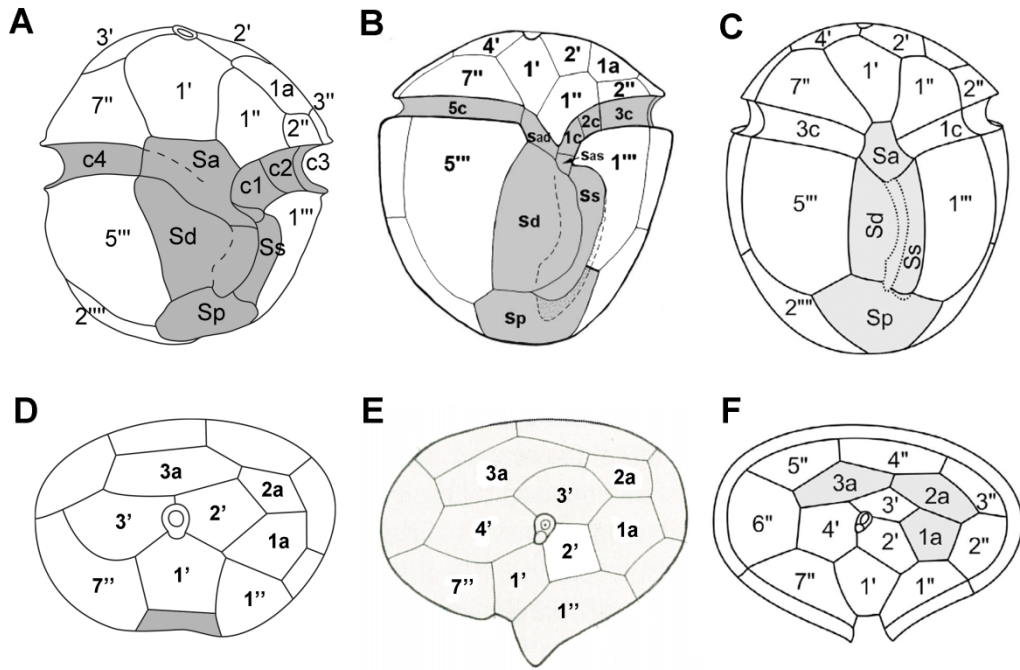 A
3' 2'
1' 1a
7'' 1'' 3''
2''
c4 Sa c2 c3
c1
5''' Sd Ss 1'''
2'''' Sp
B
4' 2'
7'' 1' 1a
1'' 2''
5c Sad 1c 2c 3c
Sas
5''' Sd Ss 1'''
Sp
C
4' 2'
7'' 1'' 2''
3c Sa 1c
5''' Sd Ss 1'''
2'''' Sp
D
3a 2a
3' 2' 1a
7'' 1' 1''
E
3a 2a
3'
4' 1a
2'
7'' 1'
1''
F
5'' 4''
3a 2a 3''
3'
6'' 4' 2' 1a 2''
7'' 1' 1''